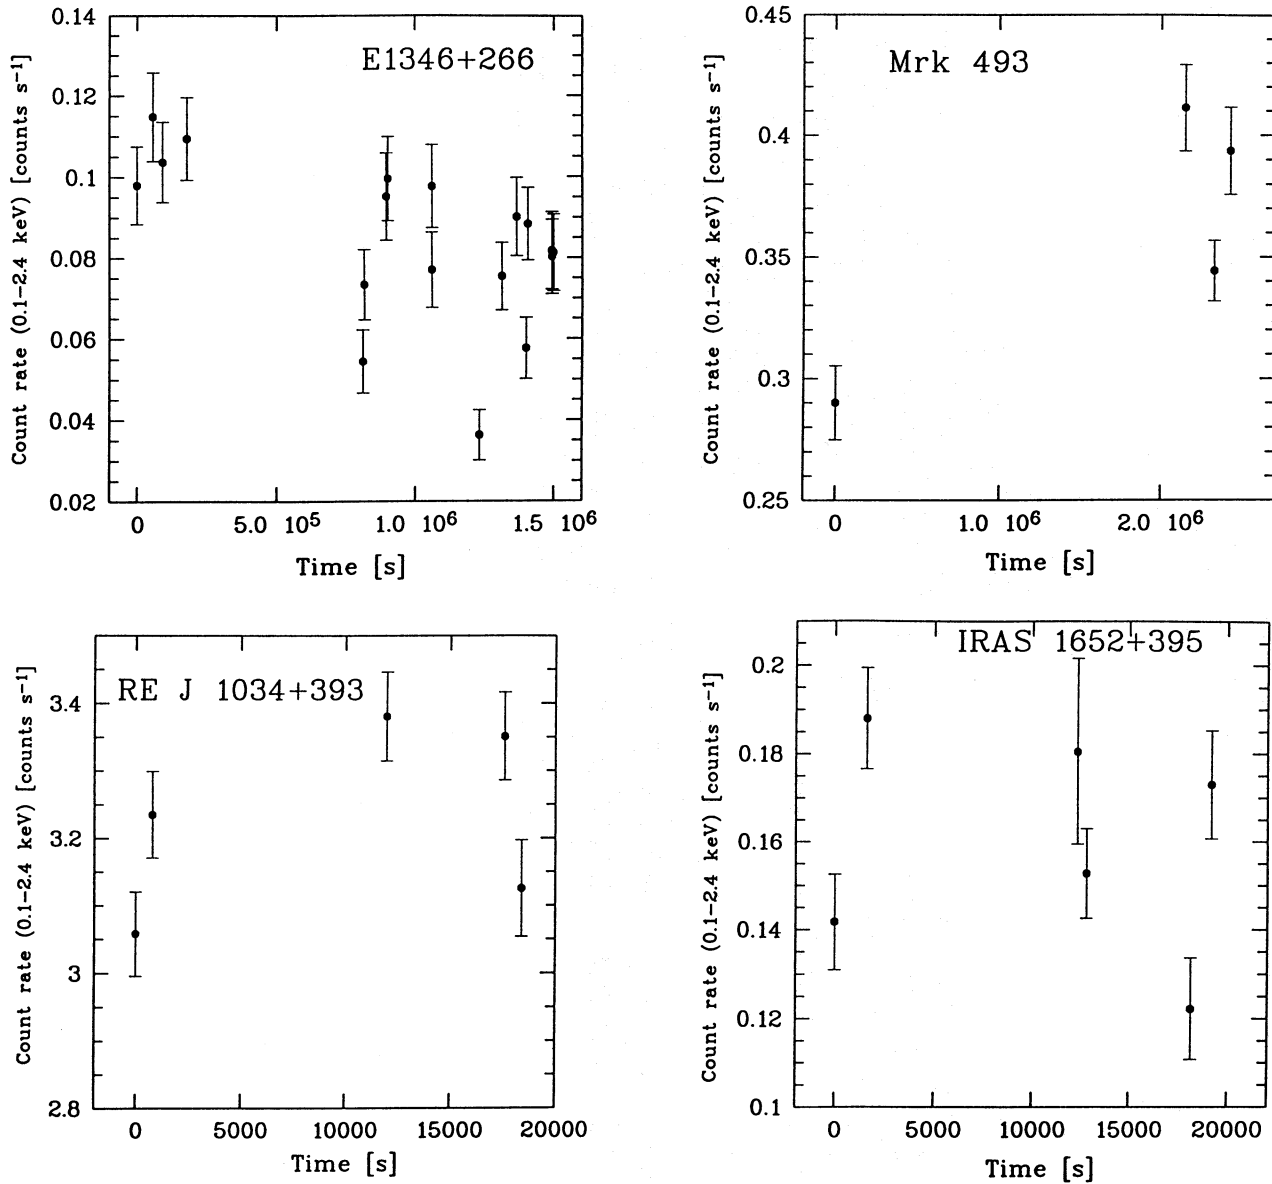 E1346+266
0.14
0.12
0.1
0.08
0.06
0.04
0.02
Count rate (0.1−2.4 keV) [counts s⁻¹]
0 5.0 10⁵ 1.0 10⁶ 1.5 10⁶
Time [s]
Mrk 493
0.45
0.4
0.35
0.3
0.25
Count rate (0.1−2.4 keV) [counts s⁻¹]
0 1.0 10⁶ 2.0 10⁶
Time [s]
RE J 1034+393
3.4
3.2
3
2.8
Count rate (0.1−2.4 keV) [counts s⁻¹]
0 5000 10000 15000 20000
Time [s]
IRAS 1652+395
0.2
0.18
0.16
0.14
0.12
0.1
Count rate (0.1−2.4 keV) [counts s⁻¹]
0 5000 10000 15000 20000
Time [s]